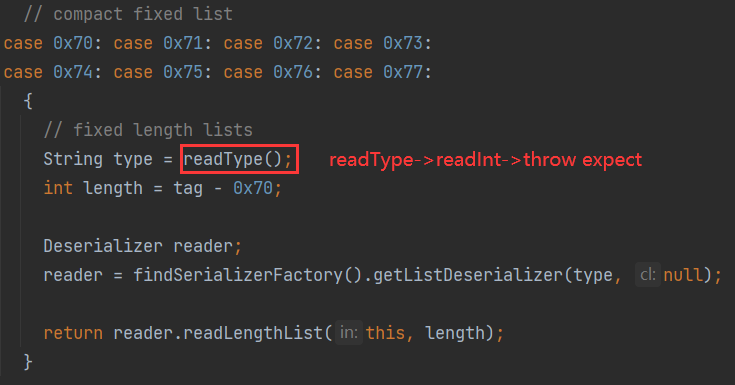 // compact fixed list
case 0x70: case 0x71: case 0x72: case 0x73:
case 0x74: case 0x75: case 0x76: case 0x77:
{
// fixed length lists
String type = readType(); readType->readInt->throw expect
int length = tag - 0x70;
Deserializer reader;
reader = findSerializerFactory().getListDeserializer(type, cl: null);
return reader.readLengthList( in: this, length);
}